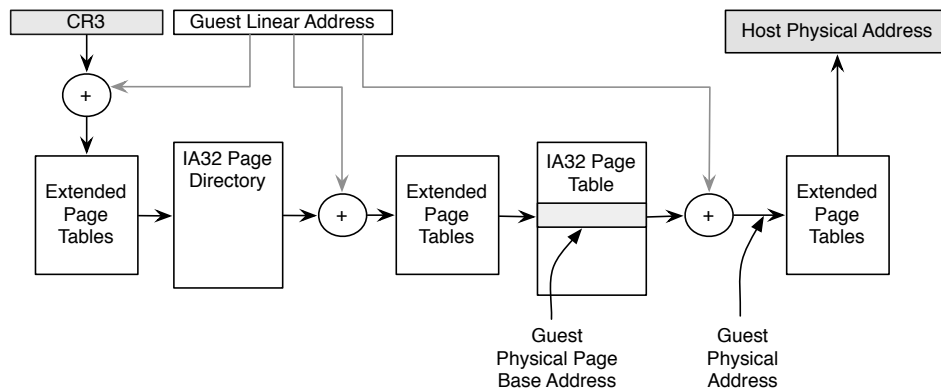 CR3
Guest Linear Address
Host Physical Address
+
Extended
Page
Tables
IA32 Page
Directory
+
Extended
Page
Tables
IA32 Page
Table
+
Extended
Page
Tables
Guest
Physical Page
Base Address
Guest
Physical
Address